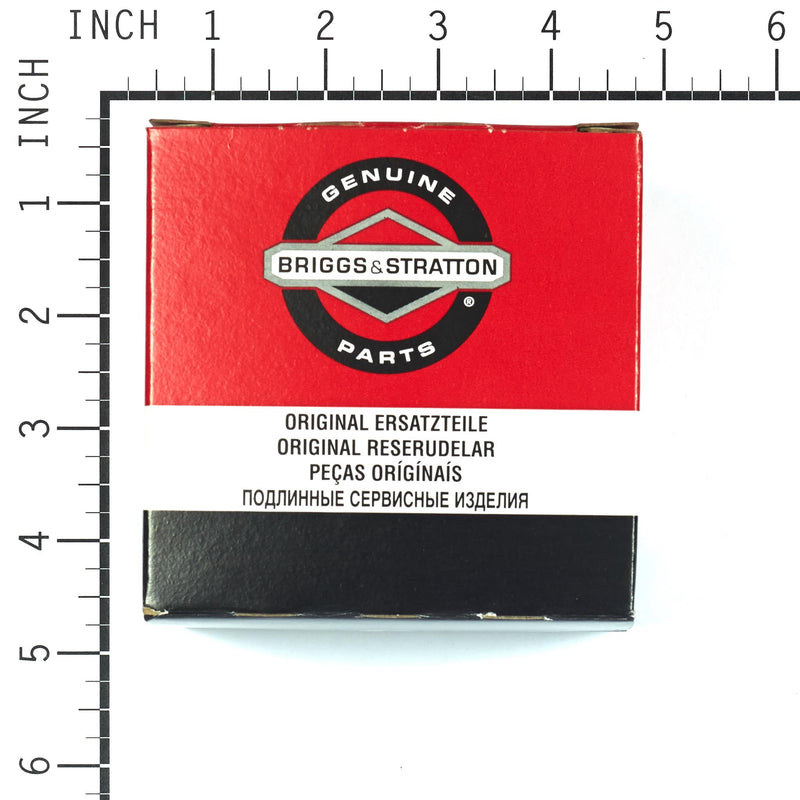 INCH 1 2 3 4 5 6
INCH
1
2
3
4
5
6
GENUINE
BRIGGS & STRATTON
®
PARTS
ORIGINAL ERSATZTEILE
ORIGINAL RESERUDELAR
PEÇAS ORÍGÍNAÍS
ПОДЛИННЫЕ СЕРВИСНЫЕ ИЗДЕЛИЯ